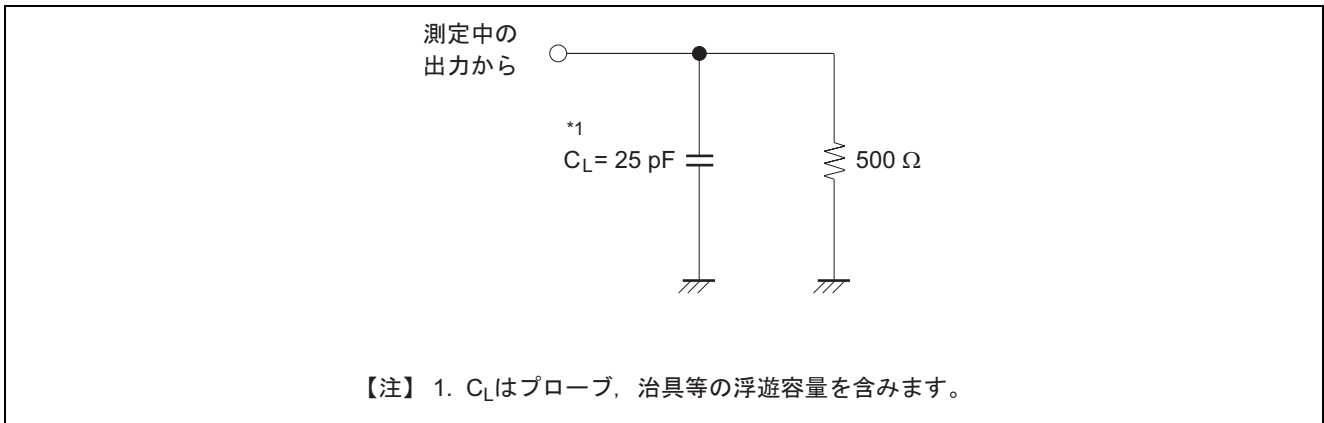 測定中の
出力から
*1
CL= 25 pF
500 Ω
【注】 1. CLはプローブ，治具等の浮遊容量を含みます。